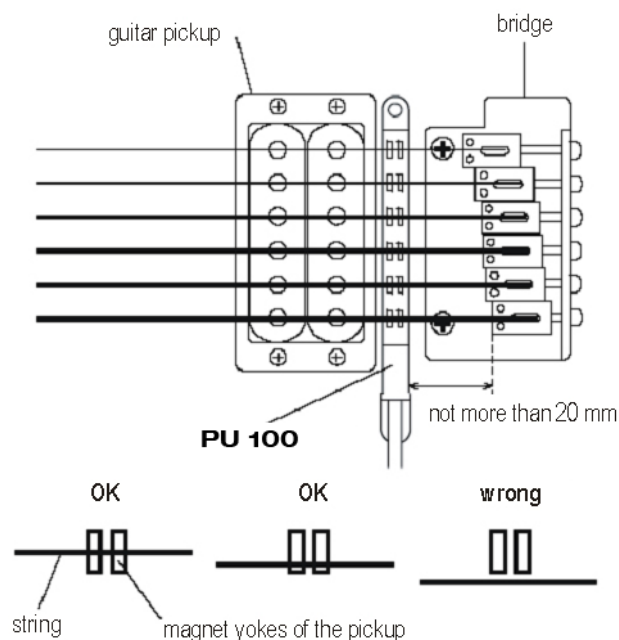 guitar pickup
bridge
not more than 20 mm
PU 100
OK
OK
wrong
string
magnet yokes of the pickup